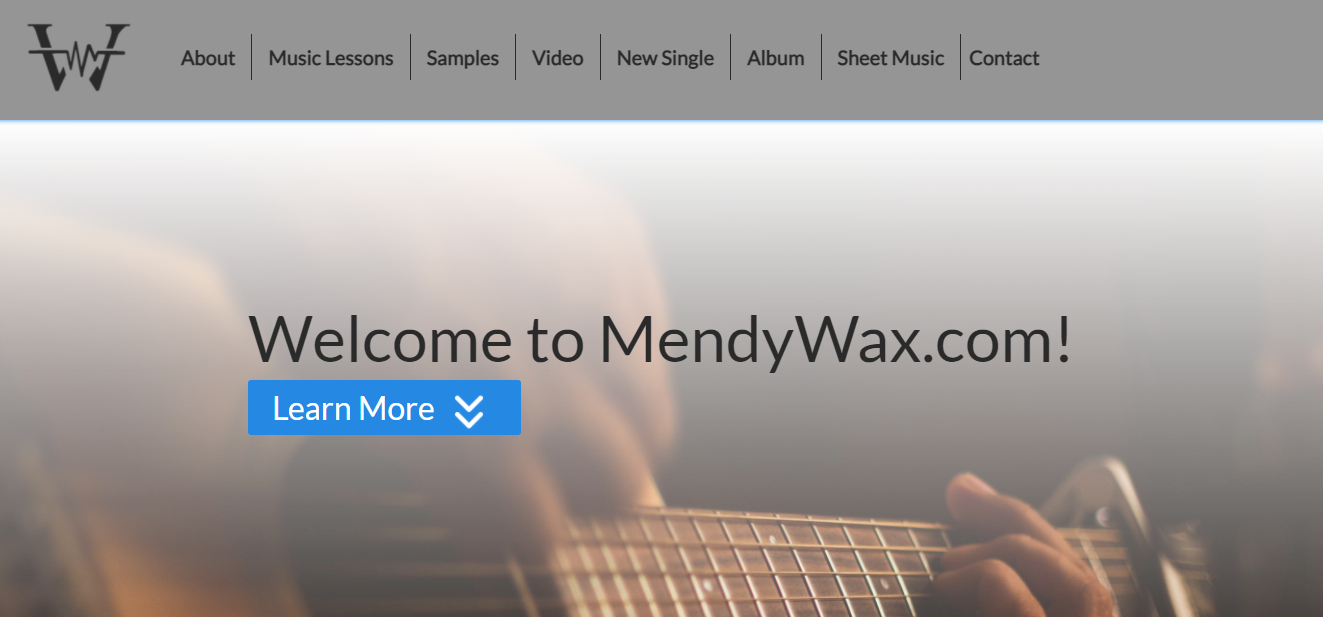 W
About Music Lessons Samples Video New Single Album Sheet Music Contact
Welcome to MendyWax.com!
Learn More